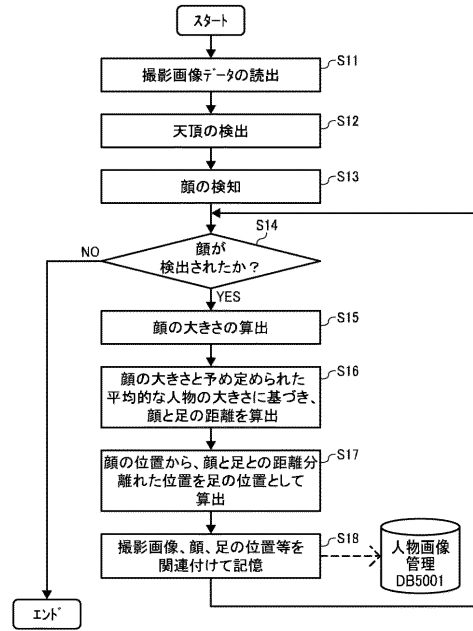 スタート
S11
撮影画像データの読出
S12
天頂の検出
S13
顔の検知
S14
顔が
検出されたか？
NO
YES
S15
顔の大きさの算出
S16
顔の大きさと予め定められた
平均的な人物の大きさに基づき、
顔と足の距離を算出
S17
顔の位置から、顔と足との距離分
離れた位置を足の位置として
算出
S18
撮影画像、顔、足の位置等を
関連付けて記憶
人物画像
管理
DB5001
エンド